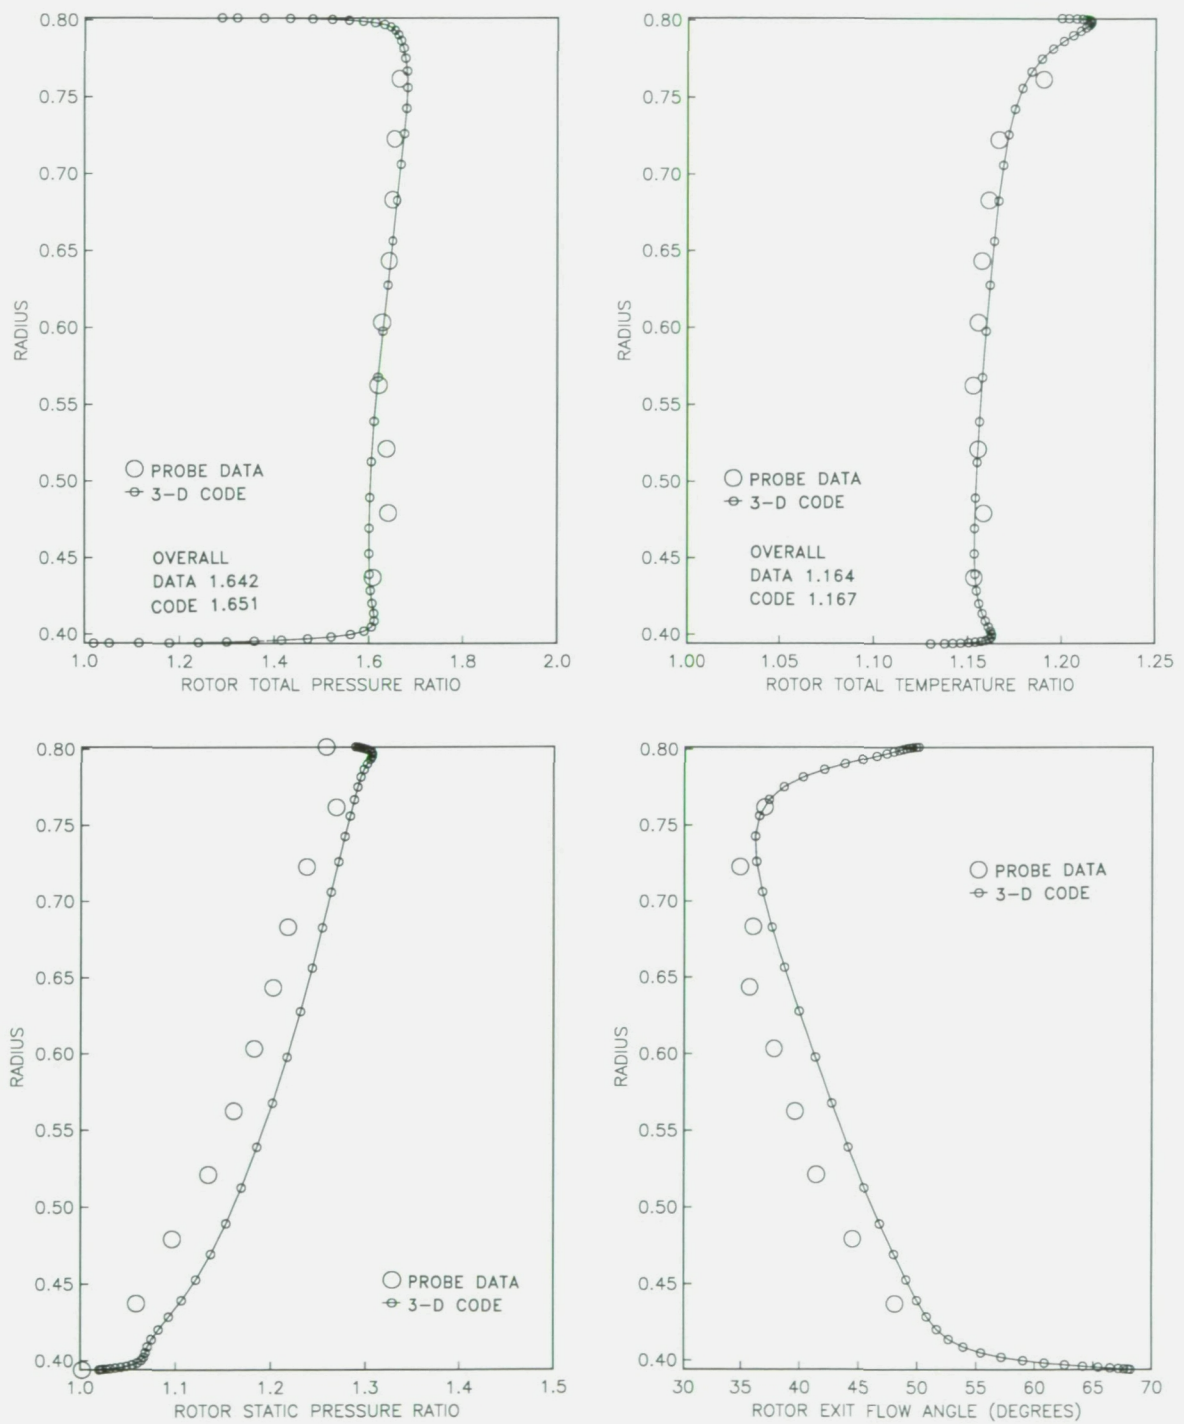 0.80
0.75
0.70
0.65
0.60
0.55
0.50
0.45
0.40
RADIUS
PROBE DATA
3-D CODE
OVERALL
DATA 1.642
CODE 1.651
1.0 1.2 1.4 1.6 1.8 2.0
ROTOR TOTAL PRESSURE RATIO
0.80
0.75
0.70
0.65
0.60
0.55
0.50
0.45
0.40
RADIUS
PROBE DATA
3-D CODE
OVERALL
DATA 1.164
CODE 1.167
1.00 1.05 1.10 1.15 1.20 1.25
ROTOR TOTAL TEMPERATURE RATIO
0.80
0.75
0.70
0.65
0.60
0.55
0.50
0.45
0.40
RADIUS
PROBE DATA
3-D CODE
1.0 1.1 1.2 1.3 1.4 1.5
ROTOR STATIC PRESSURE RATIO
0.80
0.75
0.70
0.65
0.60
0.55
0.50
0.45
0.40
RADIUS
PROBE DATA
3-D CODE
30 35 40 45 50 55 60 65 70
ROTOR EXIT FLOW ANGLE (DEGREES)